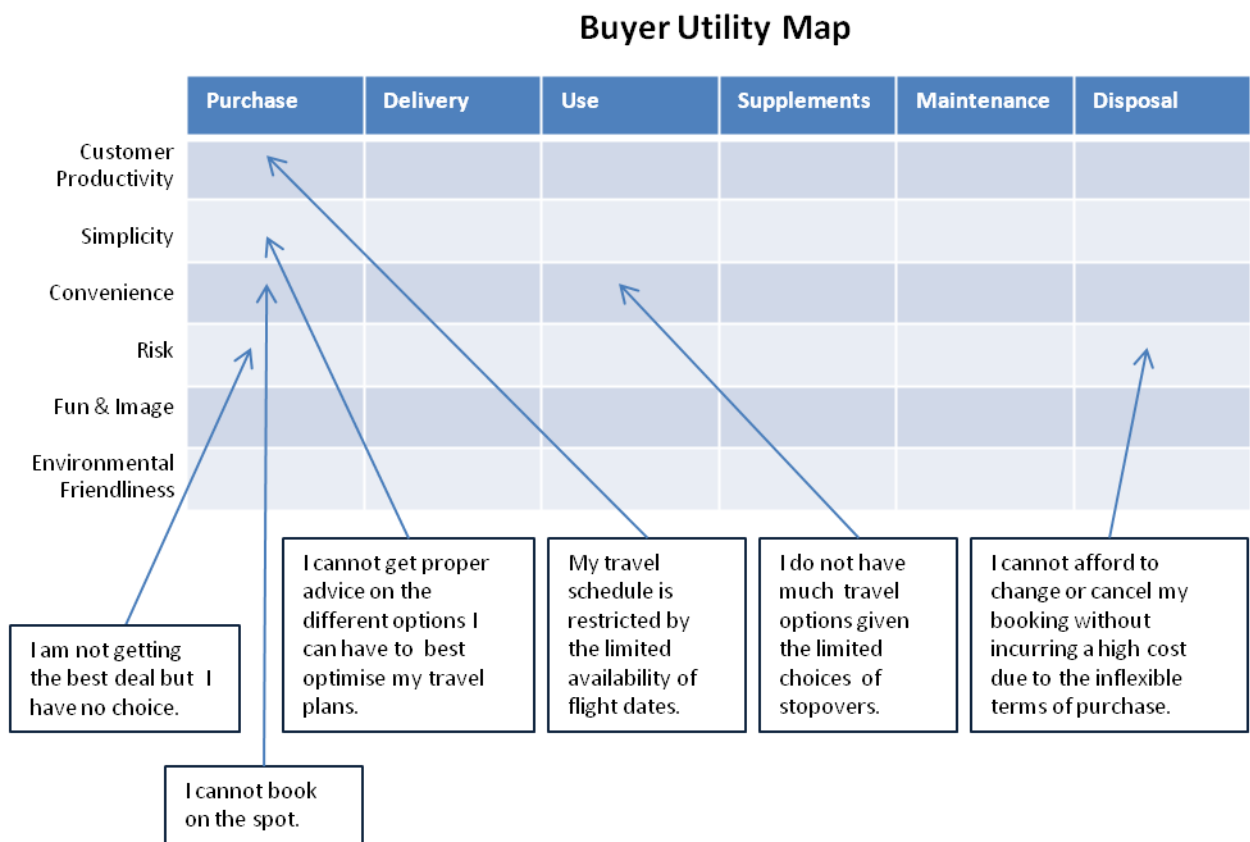 Buyer Utility Map
Purchase
Delivery
Use
Supplements
Maintenance
Disposal
Customer
Productivity
Simplicity
Convenience
Risk
Fun & Image
Environmental
Friendliness
I am not getting
the best deal but I
have no choice.
I cannot book
on the spot.
I cannot get proper
advice on the
different options I
can have to best
optimise my travel
plans.
My travel
schedule is
restricted by
the limited
availability of
flight dates.
I do not have
much travel
options given
the limited
choices of
stopovers.
I cannot afford to
change or cancel my
booking without
incurring a high cost
due to the inflexible
terms of purchase.